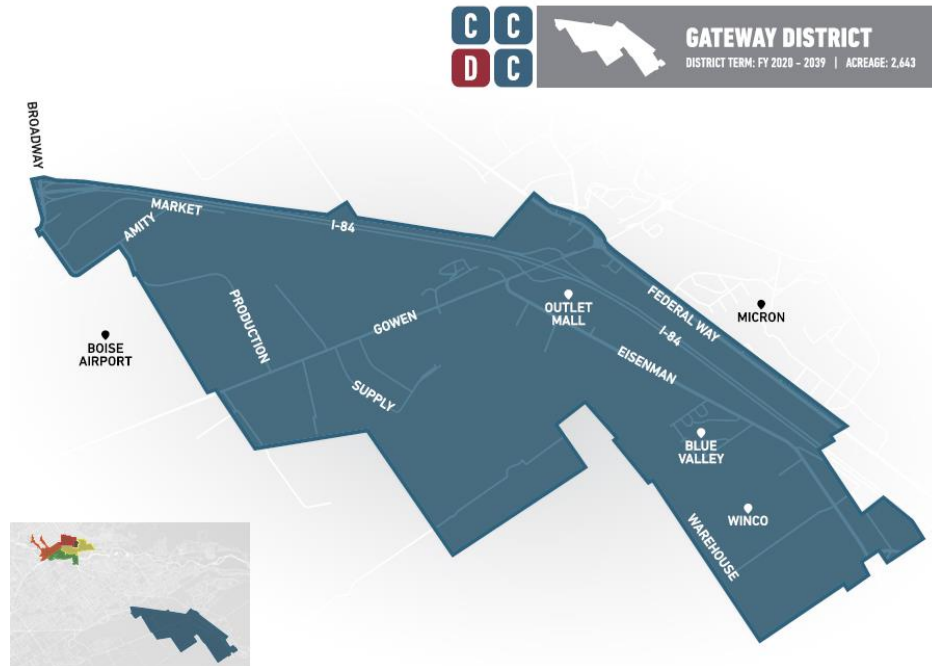 C C
D C
GATEWAY DISTRICT
DISTRICT TERM: FY 2020 – 2039 | ACREAGE: 2,643
BROADWAY
MARKET
AMITY
I-84
PRODUCTION
GOWEN
SUPPLY
BOISE
AIRPORT
OUTLET
MALL
FEDERAL WAY
I-84
MICRON
EISENMAN
BLUE
VALLEY
WINCO
WAREHOUSE